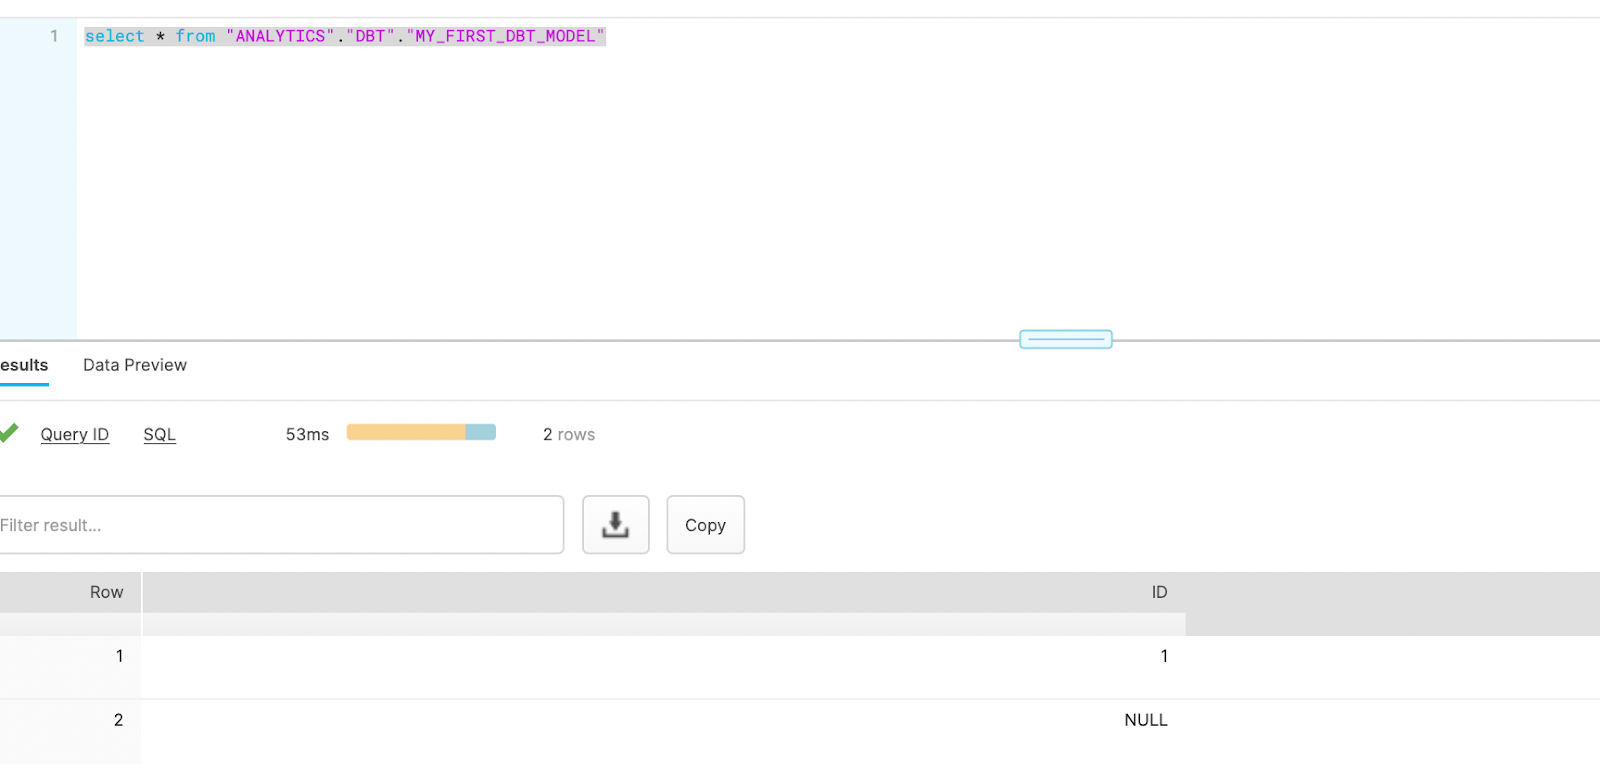 1 select * from "ANALYTICS"."DBT"."MY_FIRST_DBT_MODEL"
esults Data Preview
Query ID SQL 53ms 2 rows
Filter result... Copy
Row ID
1 1
2 NULL